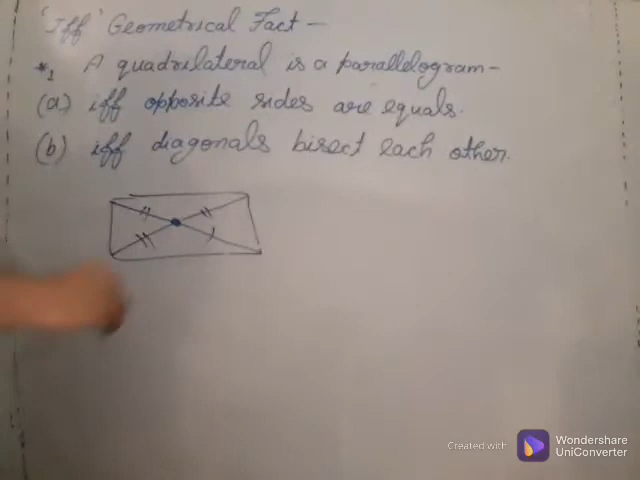 'Iff' Geometrical Fact -
*1 A quadrilateral is a parallelogram -
(a) iff opposite sides are equals.
(b) iff diagonals bisect each other.
Created with Wondershare UniConverter